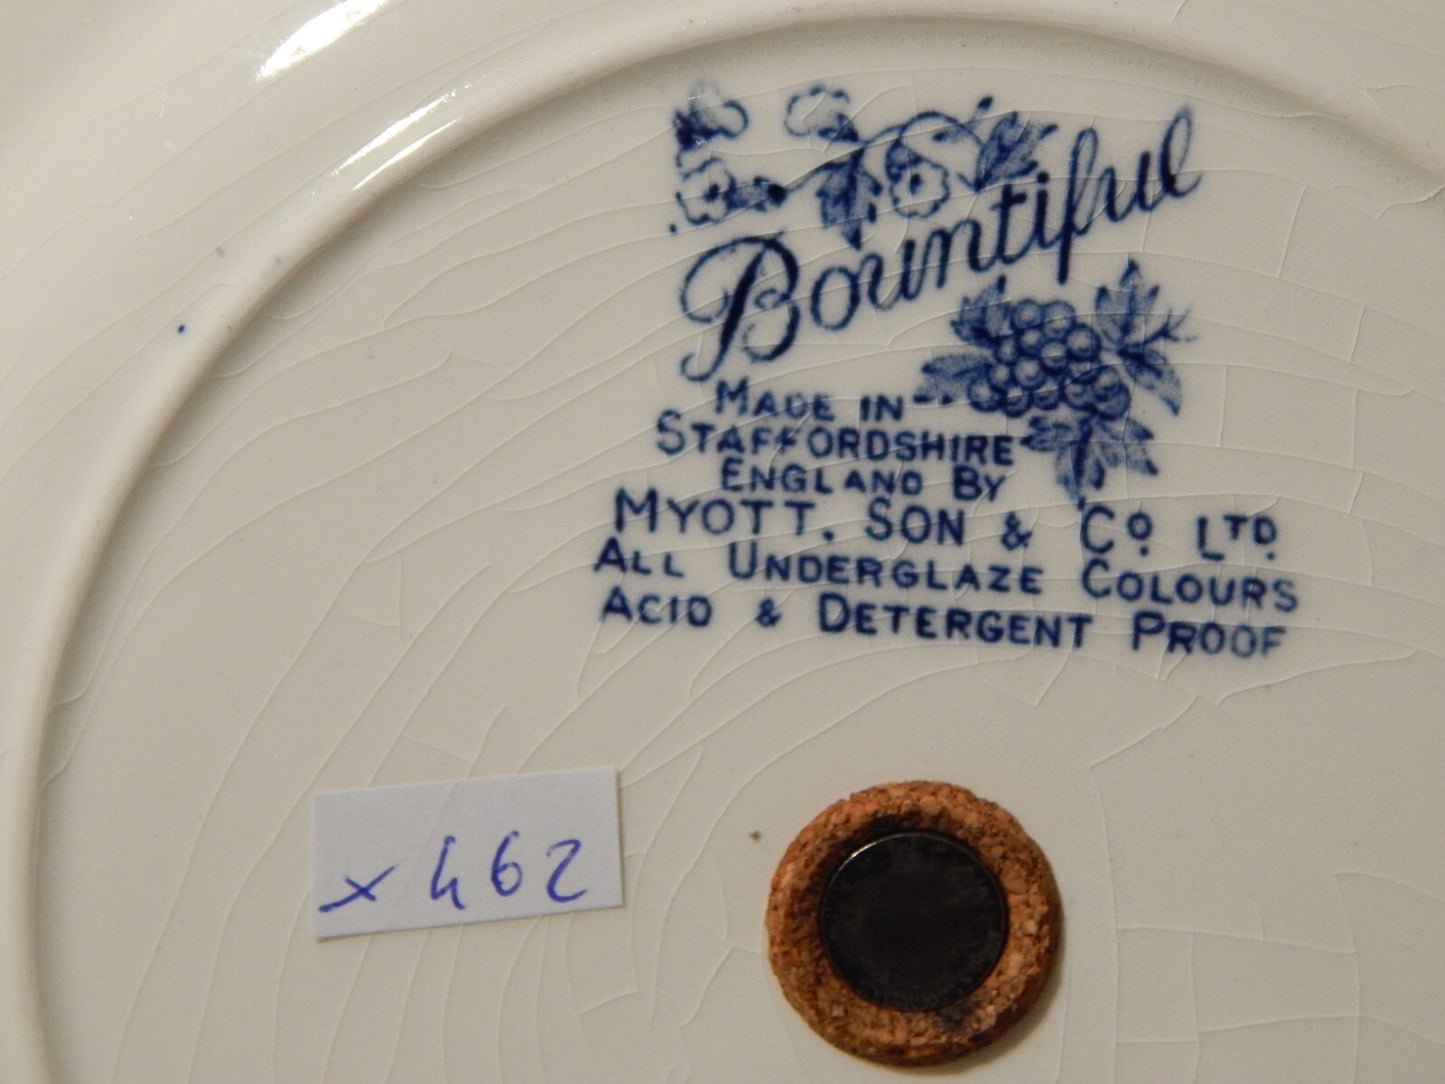 Bountiful
MADE IN
STAFFORDSHIRE
ENGLAND BY
MYOTT, SON & CO LTD
ALL UNDERGLAZE COLOURS
ACID & DETERGENT PROOF
x 462